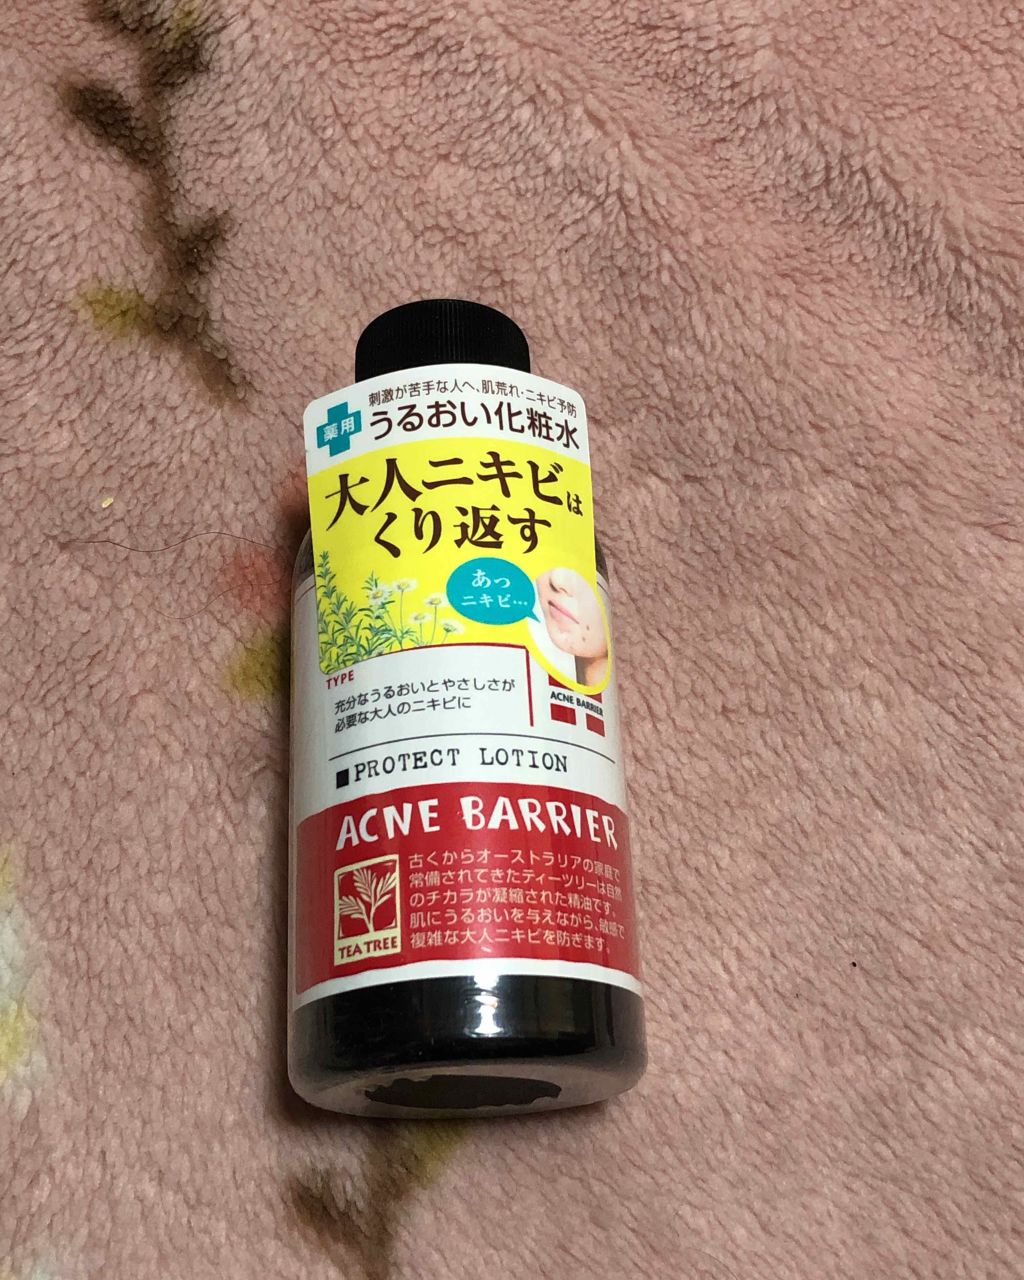 薬用
刺激が苦手な人へ、肌荒れ・ニキビ予防
うるおい化粧水
大人ニキビは
くり返す
あっ
ニキビ…
TYPE
充分なうるおいとやさしさが
必要な大人のニキビに
ACNE BARRIER
■PROTECT LOTION
ACNE BARRIER
古くからオーストラリアの家庭で
常備されてきたティーツリーは自然
のチカラが凝縮された精油です。
肌にうるおいを与えながら、敏感で
複雑な大人ニキビを防ぎます。
TEA TREE